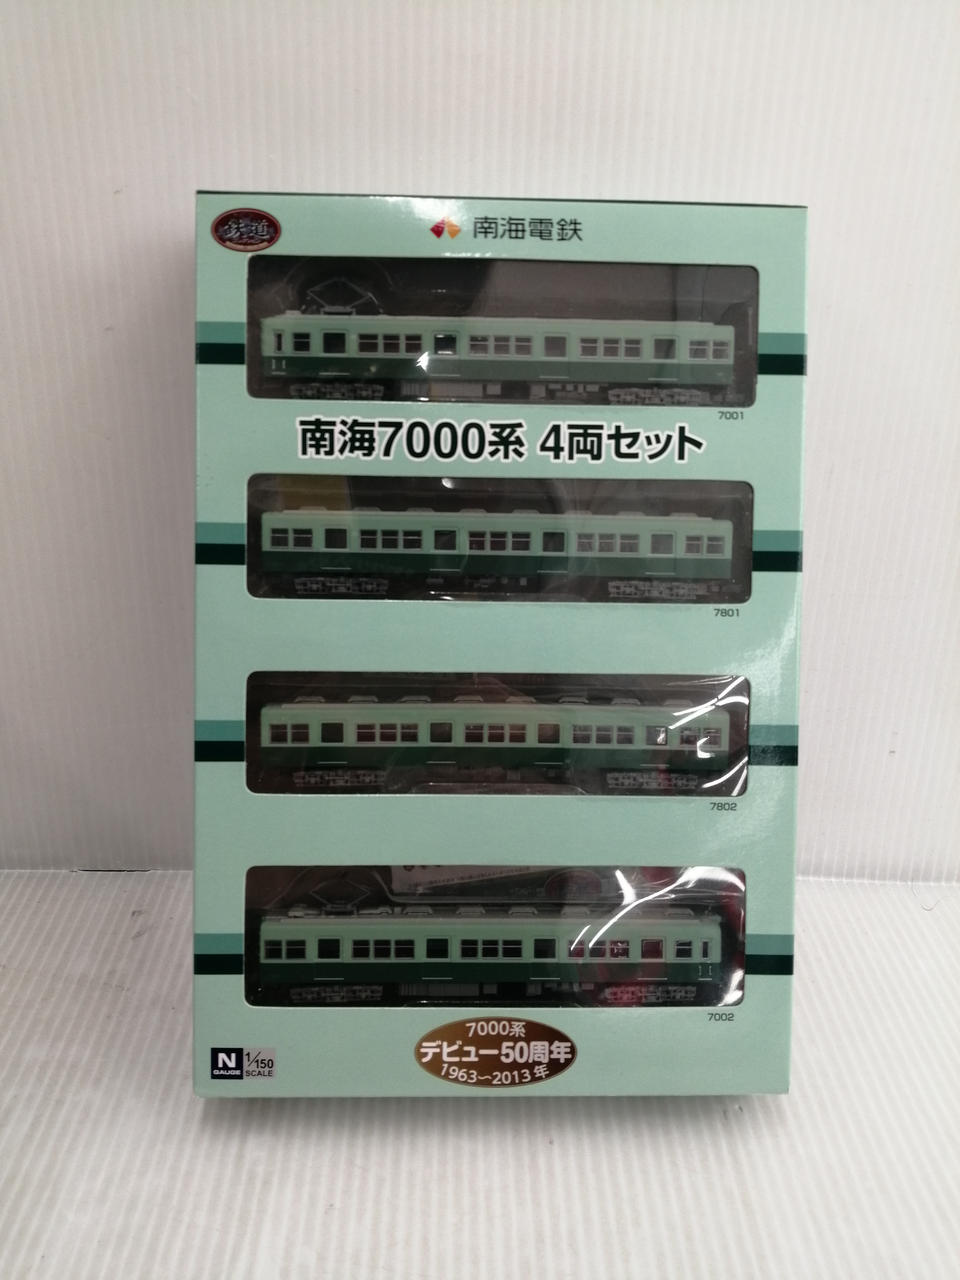 鉄道
南海電鉄
7001
南海7000系 4両セット
7801
7802
7002
7000系
デビュー50周年
1963〜2013年
N
GAUGE
1/150
SCALE